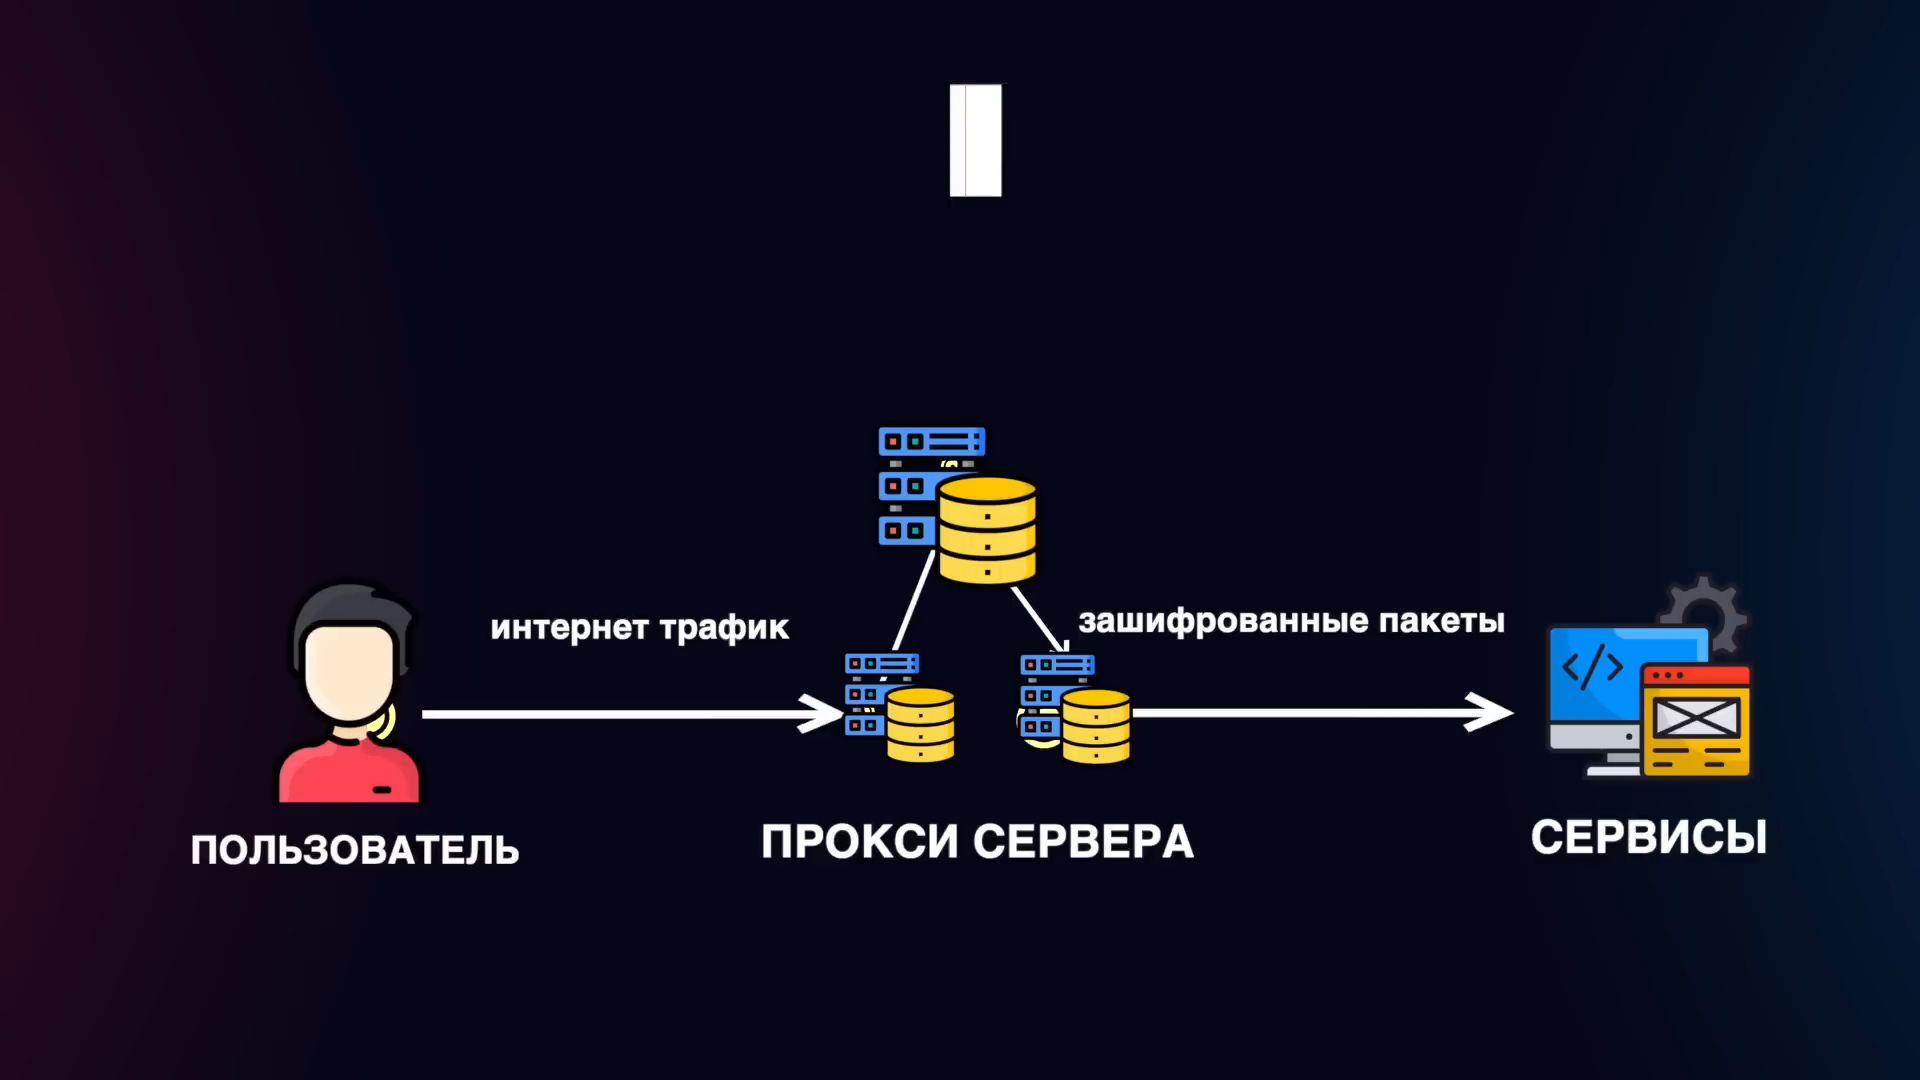 интернет трафик
зашифрованные пакеты
</>
ПОЛЬЗОВАТЕЛЬ
ПРОКСИ СЕРВЕРА
СЕРВИСЫ